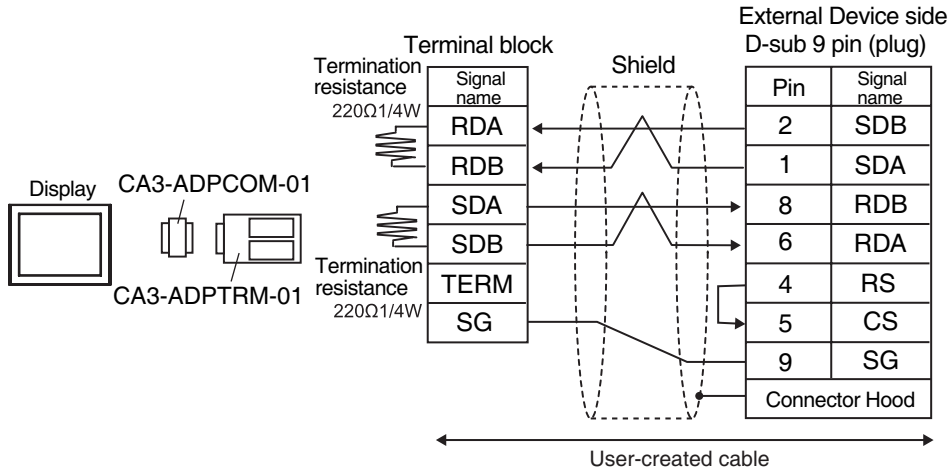 External Device side
D-sub 9 pin (plug)
Terminal block
Shield
Termination
resistance
220Ω1/4W
Signal
name
Pin
Signal
name
RDA
2
SDB
RDB
1
SDA
Display
CA3-ADPCOM-01
SDA
8
RDB
SDB
6
RDA
Termination
resistance
220Ω1/4W
CA3-ADPTRM-01
TERM
4
RS
SG
5
CS
9
SG
Connector Hood
User-created cable